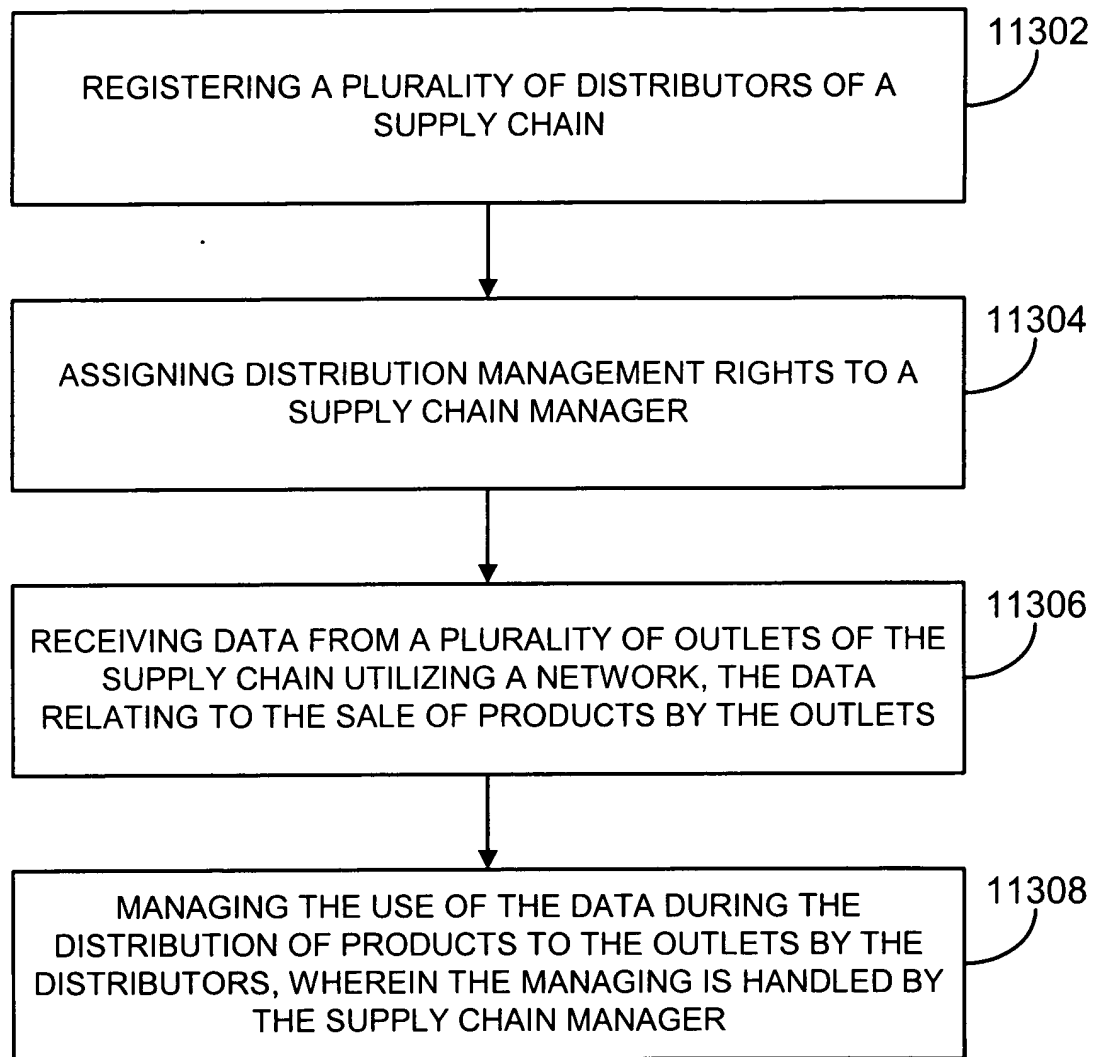 11302
REGISTERING A PLURALITY OF DISTRIBUTORS OF A
SUPPLY CHAIN
11304
ASSIGNING DISTRIBUTION MANAGEMENT RIGHTS TO A
SUPPLY CHAIN MANAGER
11306
RECEIVING DATA FROM A PLURALITY OF OUTLETS OF THE
SUPPLY CHAIN UTILIZING A NETWORK, THE DATA
RELATING TO THE SALE OF PRODUCTS BY THE OUTLETS
11308
MANAGING THE USE OF THE DATA DURING THE
DISTRIBUTION OF PRODUCTS TO THE OUTLETS BY THE
DISTRIBUTORS, WHEREIN THE MANAGING IS HANDLED BY
THE SUPPLY CHAIN MANAGER